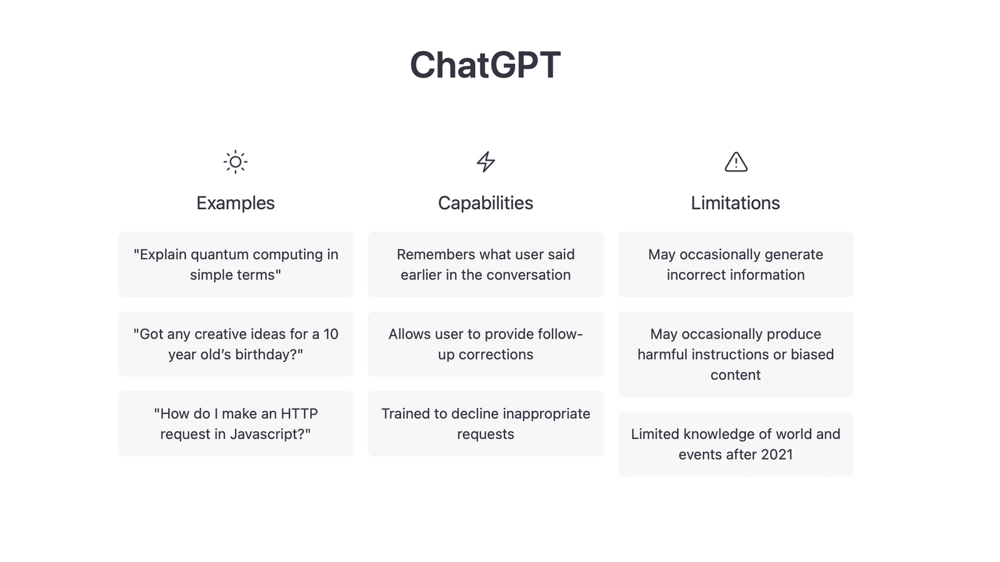 ChatGPT
Examples
"Explain quantum computing in
simple terms"
"Got any creative ideas for a 10
year old’s birthday?"
"How do I make an HTTP
request in Javascript?"
Capabilities
Remembers what user said
earlier in the conversation
Allows user to provide follow-
up corrections
Trained to decline inappropriate
requests
Limitations
May occasionally generate
incorrect information
May occasionally produce
harmful instructions or biased
content
Limited knowledge of world and
events after 2021